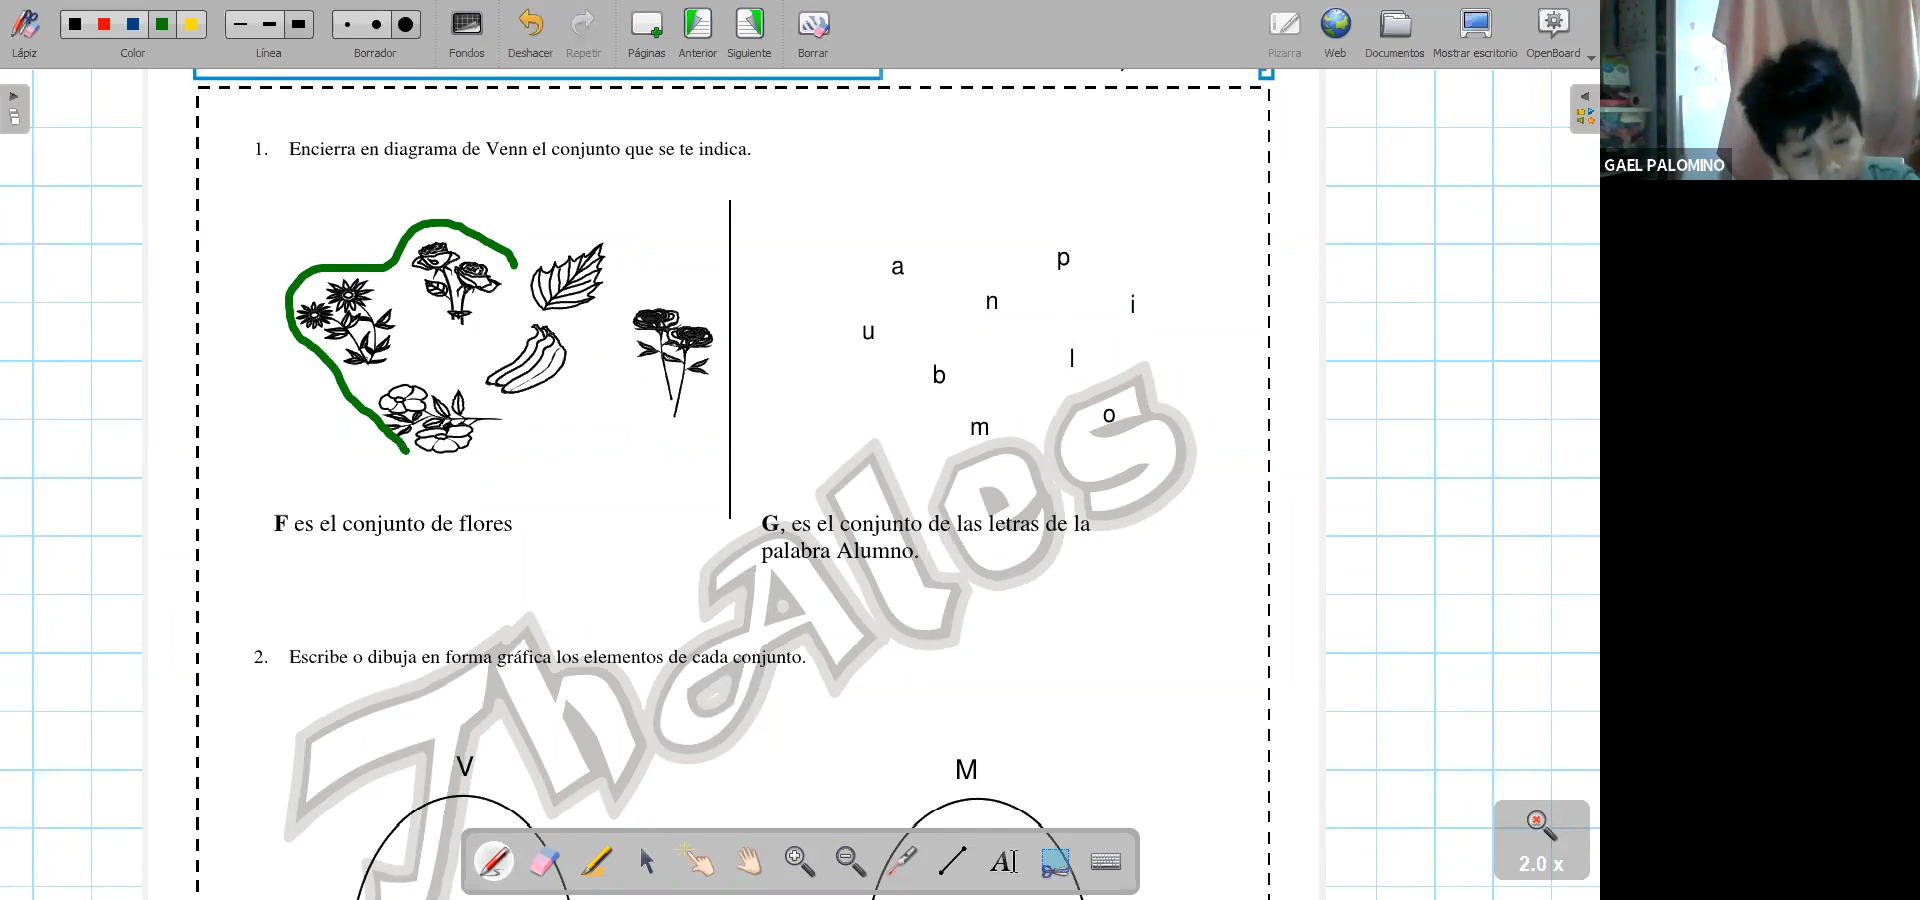 Lápiz Color Línea Borrador Fondos Deshacer Repetir Páginas Anterior Siguiente Borrar Pizarra Web Documentos Mostrar escritorio OpenBoard
GAEL PALOMINO
1. Encierra en diagrama de Venn el conjunto que se te indica.
a p
n i
u
l
b
o
m
F es el conjunto de flores
G, es el conjunto de las letras de la
palabra Alumno.
2. Escribe o dibuja en forma gráfica los elementos de cada conjunto.
Thales
V M
AI
2.0 x